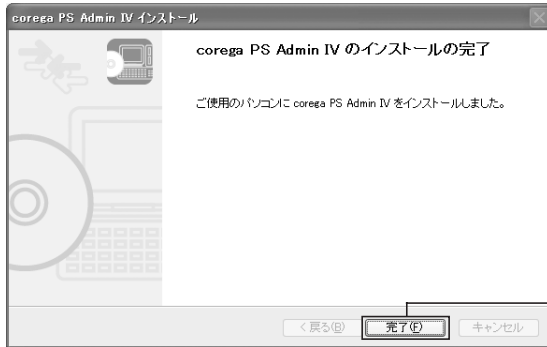 corega PS Admin IV インストール
corega PS Admin IV のインストールの完了
ご使用のパソコンに corega PS Admin IV をインストールしました。
< 戻る(B)
完了(F)
キャンセル